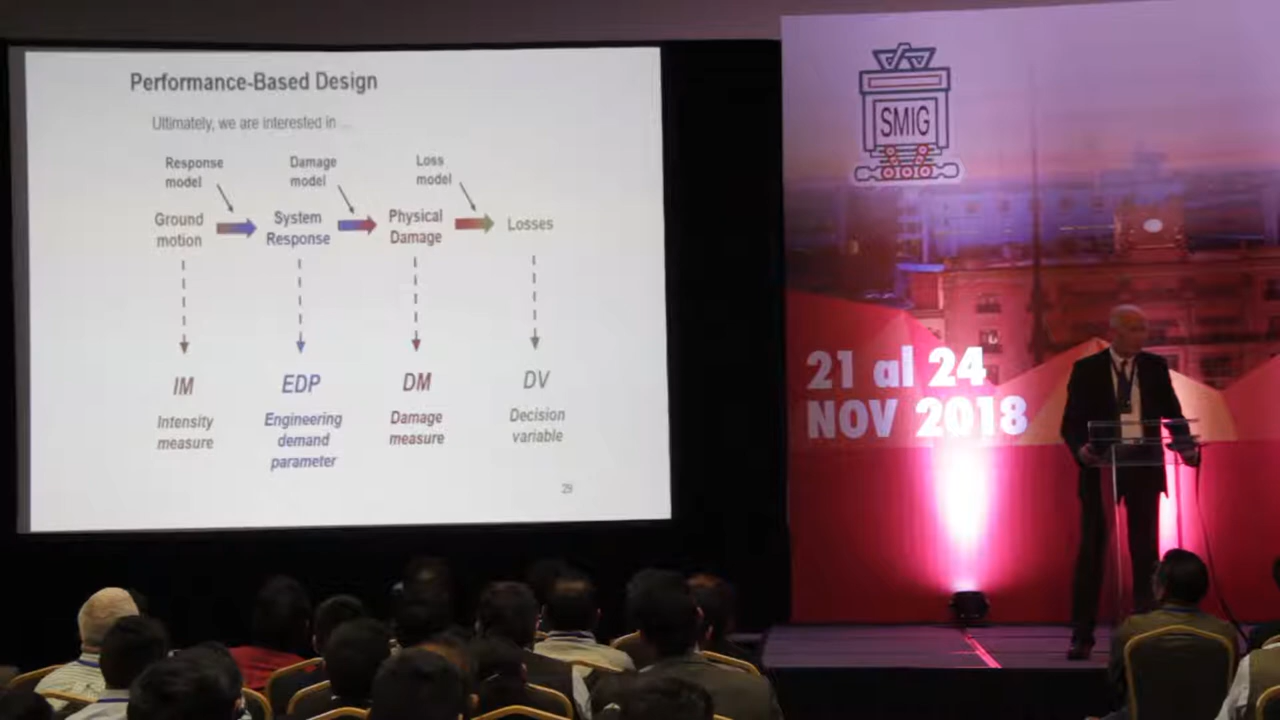 Performance-Based Design
Ultimately, we are interested in ...
Response
model
Damage
model
Loss
model
Ground
motion
System
Response
Physical
Damage
Losses
IM
EDP
DM
DV
Intensity
measure
Engineering
demand
parameter
Damage
measure
Decision
variable
29
SMIG
21 al 24
NOV 2018